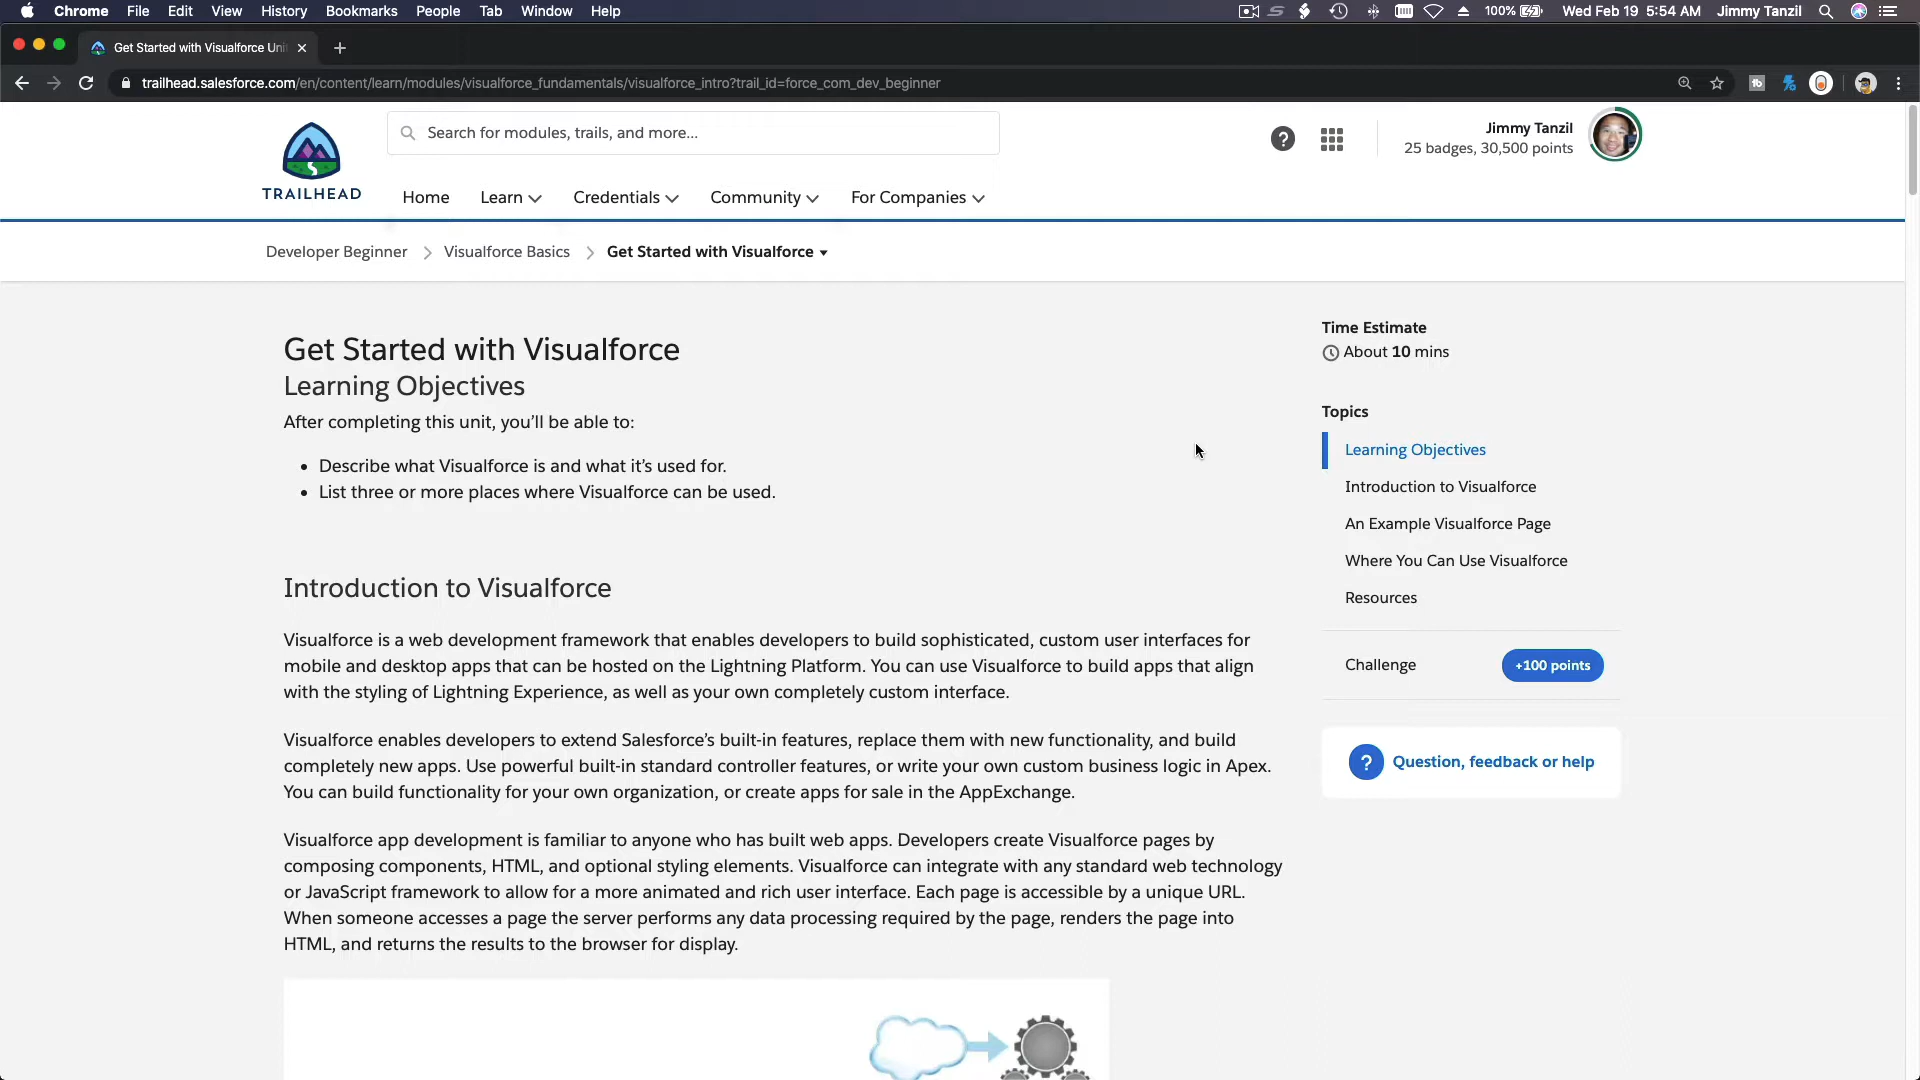 Chrome File Edit View History Bookmarks People Tab Window Help 100% Wed Feb 19 5:54 AM Jimmy Tanzil
Get Started with Visualforce Uni
trailhead.salesforce.com/en/content/learn/modules/visualforce_fundamentals/visualforce_intro?trail_id=force_com_dev_beginner
Search for modules, trails, and more...
Jimmy Tanzil
25 badges, 30,500 points
TRAILHEAD
Home Learn Credentials Community For Companies
Developer Beginner Visualforce Basics Get Started with Visualforce
Get Started with Visualforce
Learning Objectives
After completing this unit, you’ll be able to:
• Describe what Visualforce is and what it’s used for.
• List three or more places where Visualforce can be used.
Introduction to Visualforce
Visualforce is a web development framework that enables developers to build sophisticated, custom user interfaces for
mobile and desktop apps that can be hosted on the Lightning Platform. You can use Visualforce to build apps that align
with the styling of Lightning Experience, as well as your own completely custom interface.
Visualforce enables developers to extend Salesforce’s built-in features, replace them with new functionality, and build
completely new apps. Use powerful built-in standard controller features, or write your own custom business logic in Apex.
You can build functionality for your own organization, or create apps for sale in the AppExchange.
Visualforce app development is familiar to anyone who has built web apps. Developers create Visualforce pages by
composing components, HTML, and optional styling elements. Visualforce can integrate with any standard web technology
or JavaScript framework to allow for a more animated and rich user interface. Each page is accessible by a unique URL.
When someone accesses a page the server performs any data processing required by the page, renders the page into
HTML, and returns the results to the browser for display.
Time Estimate
About 10 mins
Topics
Learning Objectives
Introduction to Visualforce
An Example Visualforce Page
Where You Can Use Visualforce
Resources
Challenge +100 points
? Question, feedback or help